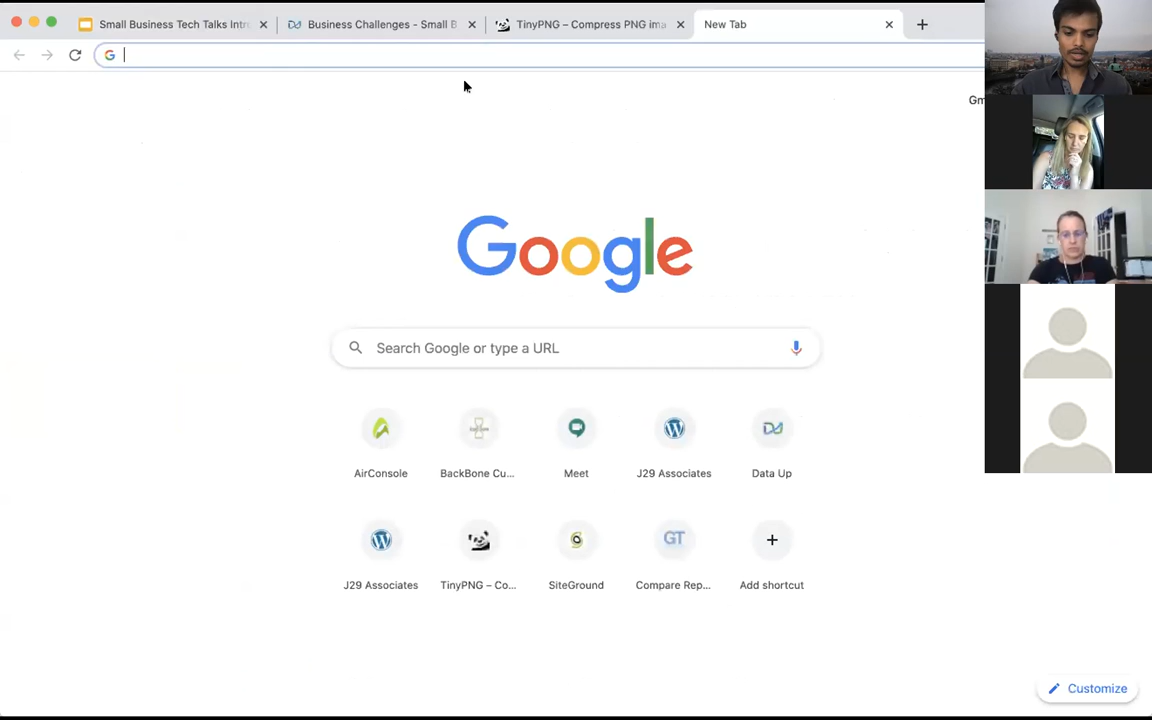 Small Business Tech Talks Intr
Business Challenges - Small B
TinyPNG – Compress PNG ima
New Tab
G
Gm
Google
Search Google or type a URL
AirConsole
BackBone Cu...
Meet
J29 Associates
Data Up
GT
J29 Associates
TinyPNG – Co...
SiteGround
Compare Rep...
Add shortcut
Customize